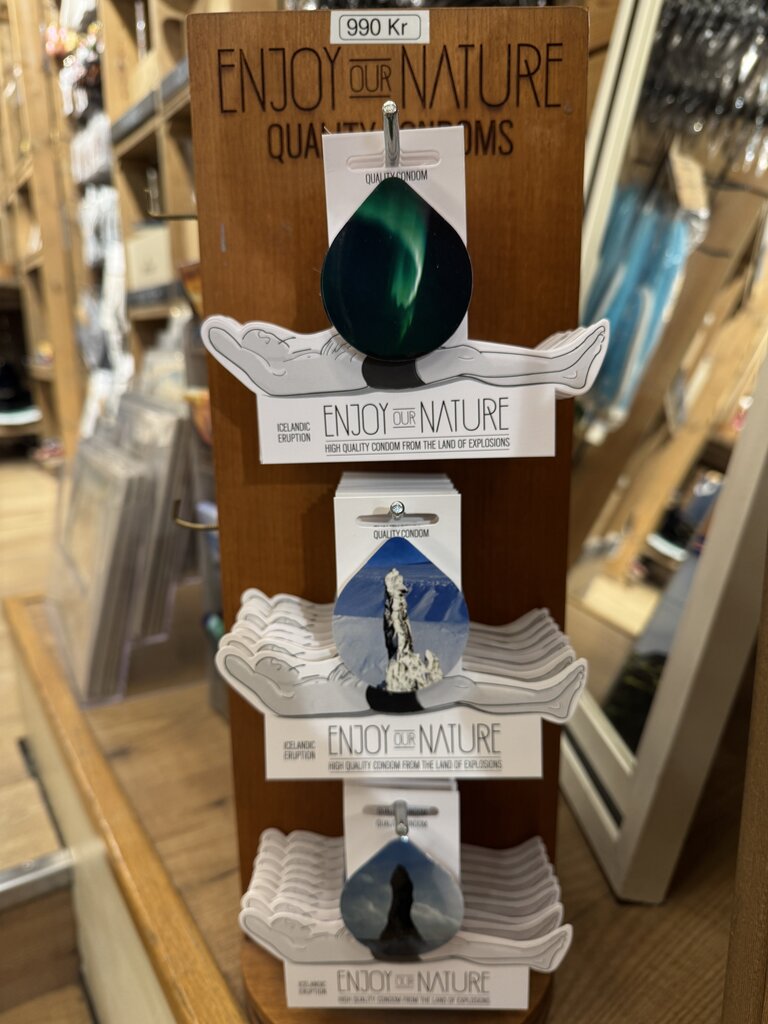 990 Kr
ENJOY OUR NATURE
QUALITY CONDOMS
QUALITY CONDOM
ICELANDIC
ERUPTION
ENJOY OUR NATURE
HIGH QUALITY CONDOM FROM THE LAND OF EXPLOSIONS
QUALITY CONDOM
ICELANDIC
ERUPTION
ENJOY OUR NATURE
HIGH QUALITY CONDOM FROM THE LAND OF EXPLOSIONS
ICELANDIC
ERUPTION
ENJOY OUR NATURE
HIGH QUALITY CONDOM FROM THE LAND OF EXPLOSIONS